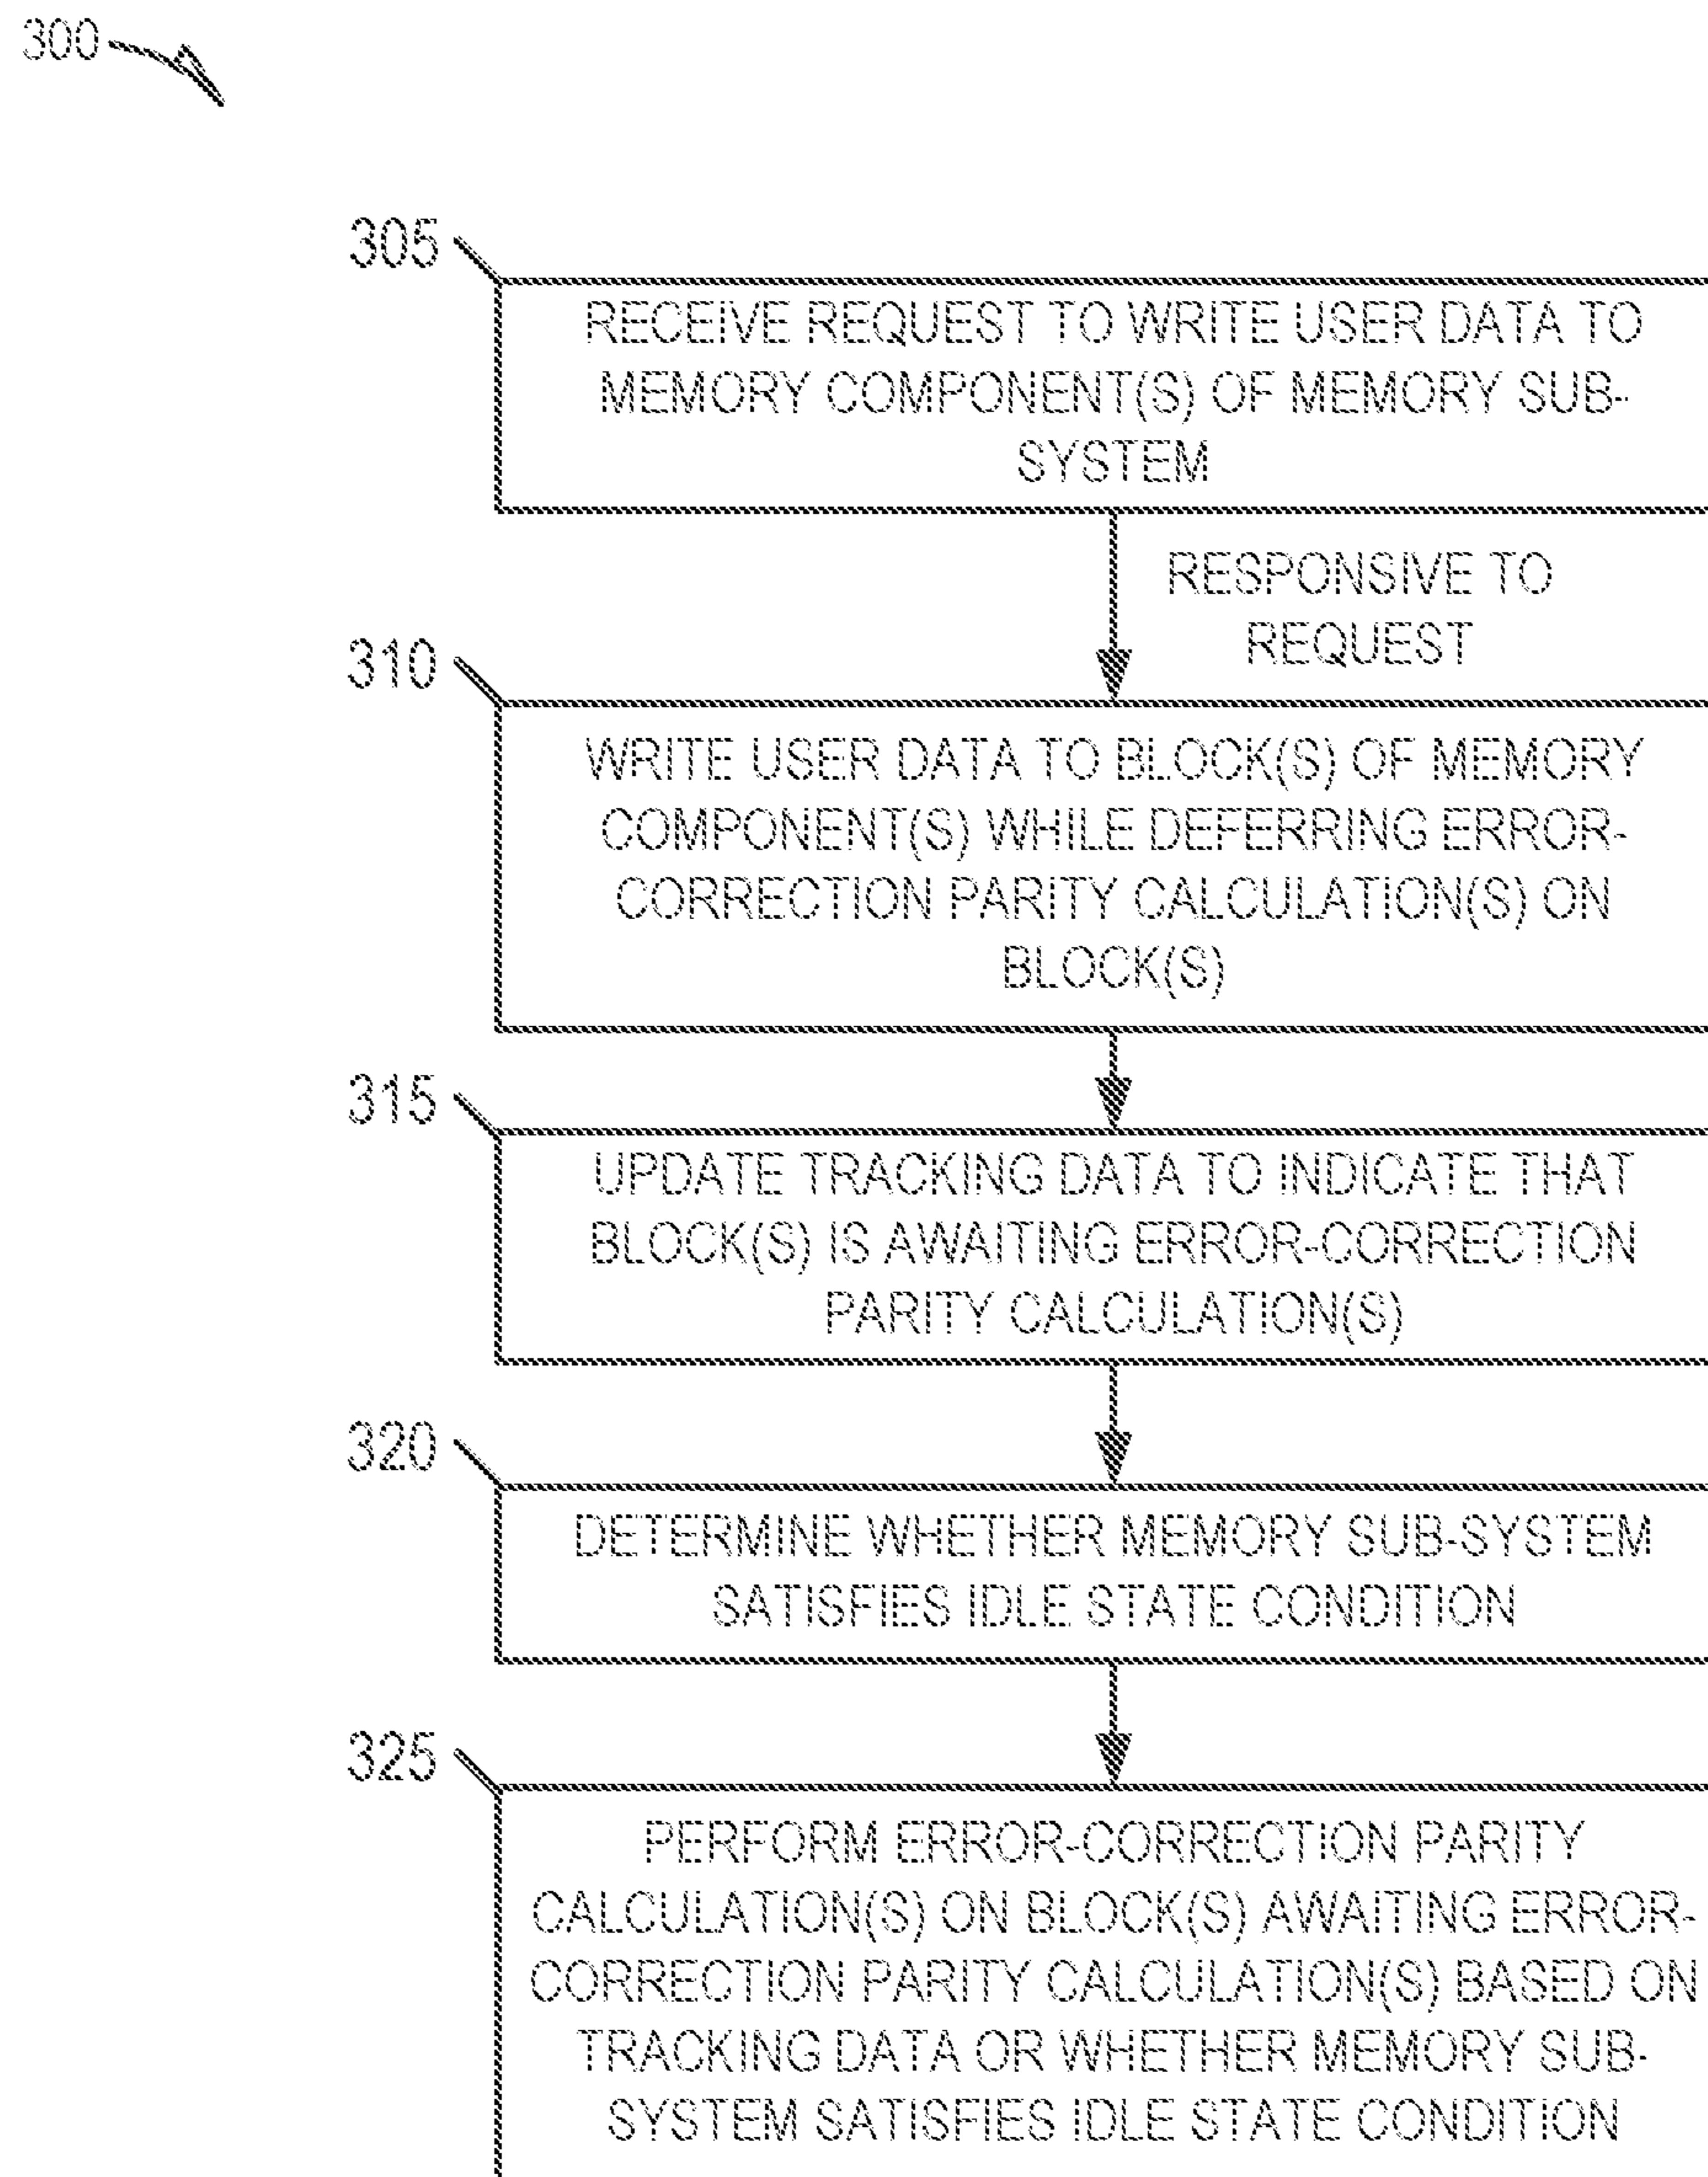 300
305
RECEIVE REQUEST TO WRITE USER DATA TO
MEMORY COMPONENT(S) OF MEMORY SUB-
SYSTEM
RESPONSIVE TO
REQUEST
310
WRITE USER DATA TO BLOCK(S) OF MEMORY
COMPONENT(S) WHILE DEFERRING ERROR-
CORRECTION PARITY CALCULATION(S) ON
BLOCK(S)
315
UPDATE TRACKING DATA TO INDICATE THAT
BLOCK(S) IS AWAITING ERROR-CORRECTION
PARITY CALCULATION(S)
320
DETERMINE WHETHER MEMORY SUB-SYSTEM
SATISFIES IDLE STATE CONDITION
325
PERFORM ERROR-CORRECTION PARITY
CALCULATION(S) ON BLOCK(S) AWAITING ERROR-
CORRECTION PARITY CALCULATION(S) BASED ON
TRACKING DATA OR WHETHER MEMORY SUB-
SYSTEM SATISFIES IDLE STATE CONDITION